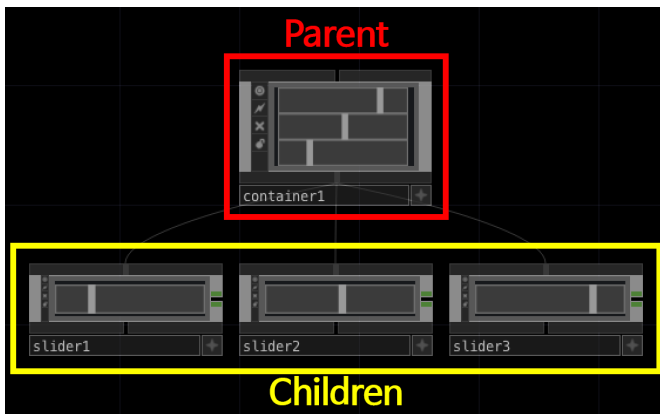 Parent
container1
slider1
slider2
slider3
Children